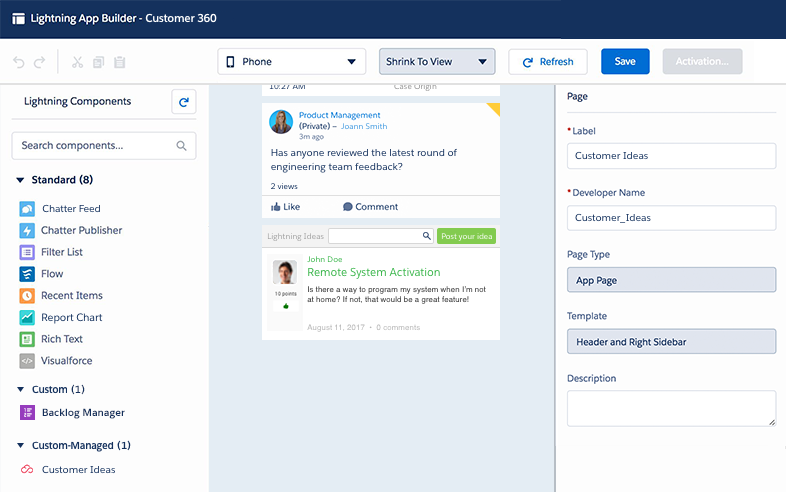 Lightning App Builder - Customer 360
Phone
Shrink To View
Refresh
Save
Activation...
Lightning Components
Search components...
Standard (8)
Chatter Feed
Chatter Publisher
Filter List
Flow
Recent Items
Report Chart
Rich Text
Visualforce
Custom (1)
Backlog Manager
Custom-Managed (1)
Customer Ideas
10:27 AM
Case Origin
Product Management
(Private) – Joann Smith
3m ago
Has anyone reviewed the latest round of
engineering team feedback?
2 views
Like
Comment
Lightning Ideas
Post your idea
John Doe
Remote System Activation
10 points
Is there a way to program my system when I'm not
at home? If not, that would be a great feature!
August 11, 2017 • 0 comments
Page
*Label
Customer Ideas
*Developer Name
Customer_Ideas
Page Type
App Page
Template
Header and Right Sidebar
Description